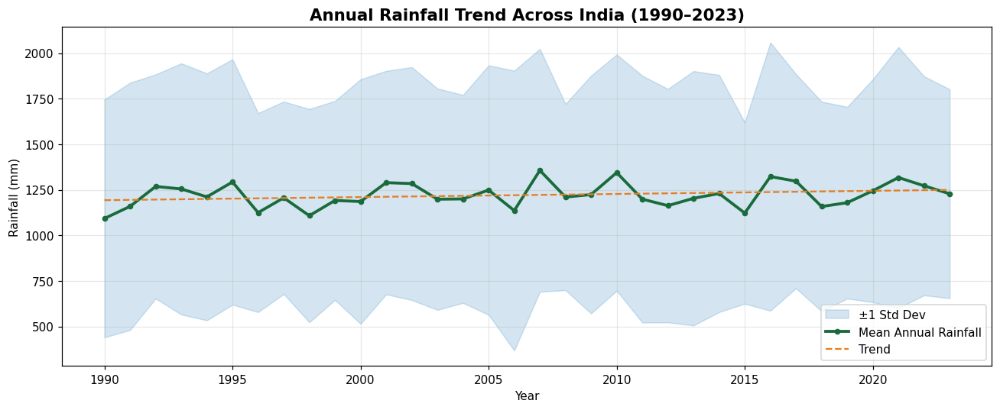 Annual Rainfall Trend Across India (1990–2023)
Rainfall (mm)
2000
1750
1500
1250
1000
750
500
±1 Std Dev
Mean Annual Rainfall
Trend
1990 1995 2000 2005 2010 2015 2020
Year